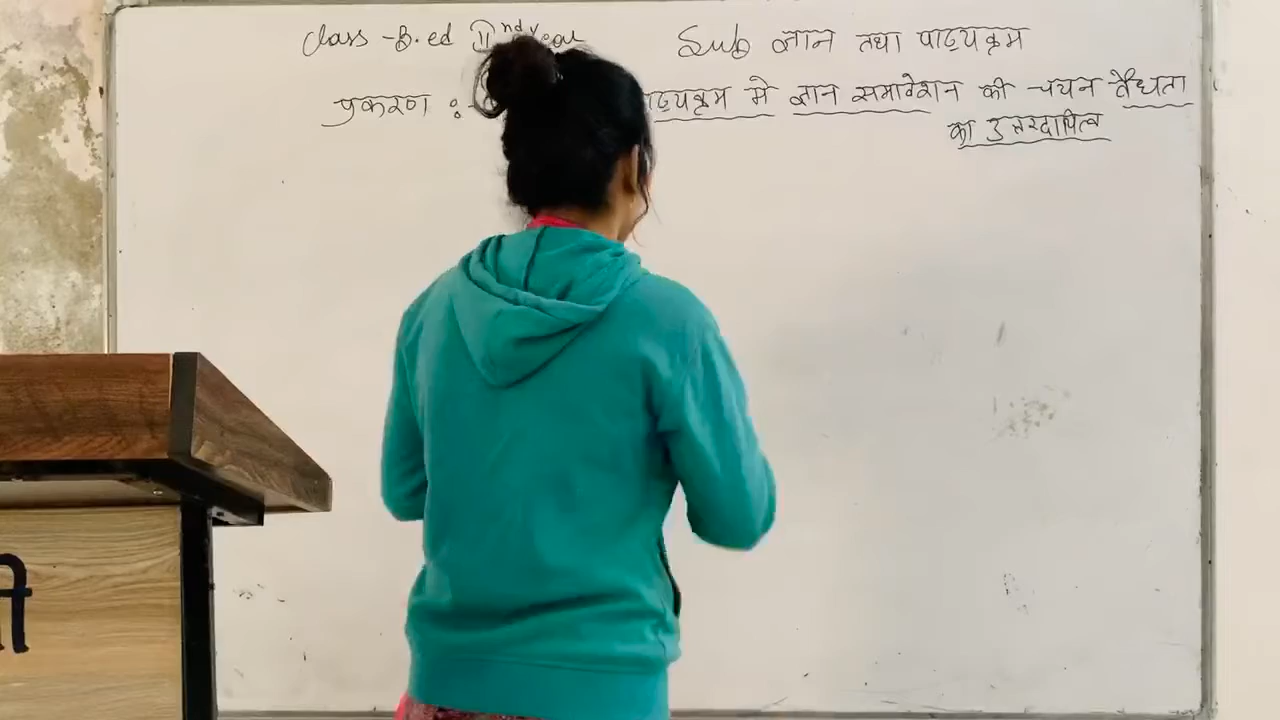 Class - B.ed IInd Year Sub ज्ञान तथा पाठ्यक्रम
प्रकरण :- पाठ्यक्रम में ज्ञान समावेशन की चयन वैधता
का उत्तरदायित्व